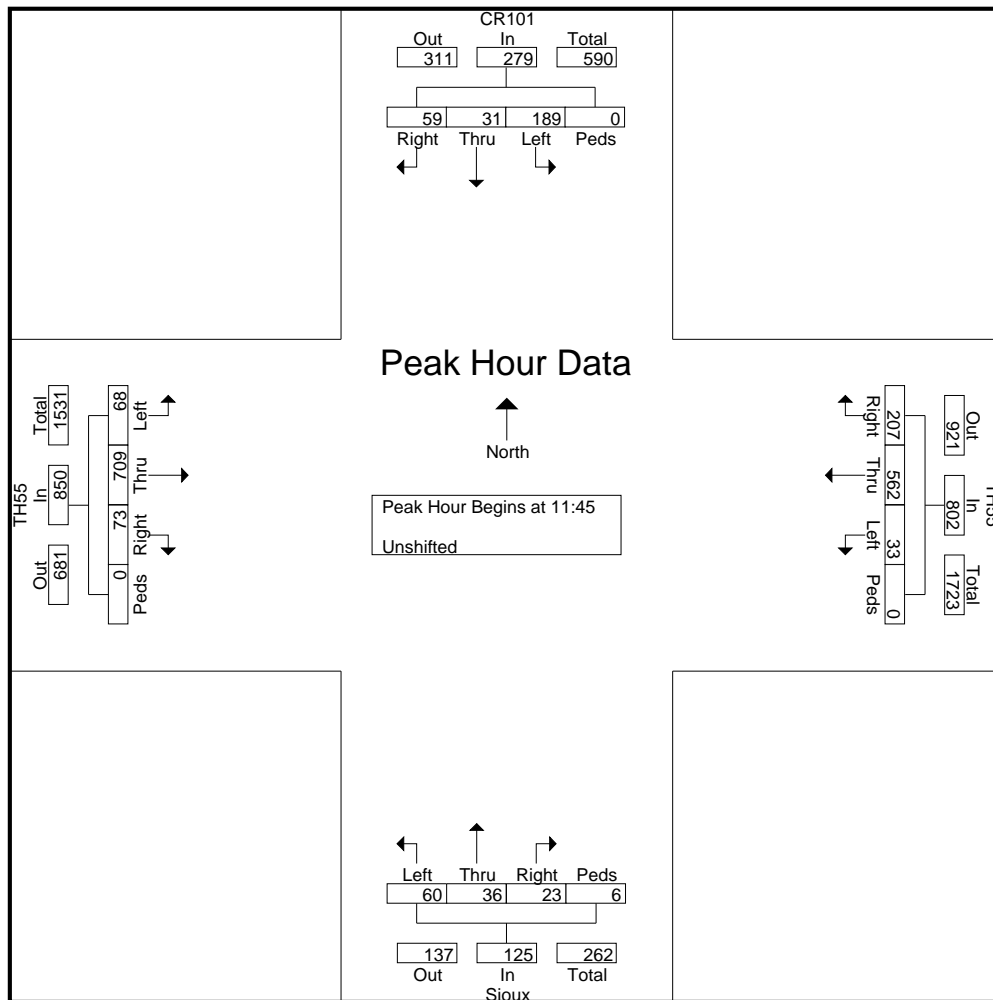 CR101
Out In Total
311 279 590
59 31 189 0
Right Thru Left Peds
Peak Hour Data
North
Peak Hour Begins at 11:45
Unshifted
TH55
Total In Out
1531 850 681
68 709 73 0
Left Thru Right Peds
Out In Total
921 802 1723
207 562 33 0
Right Thru Left Peds
Left Thru Right Peds
60 36 23 6
137 125 262
Out In Total
Sioux